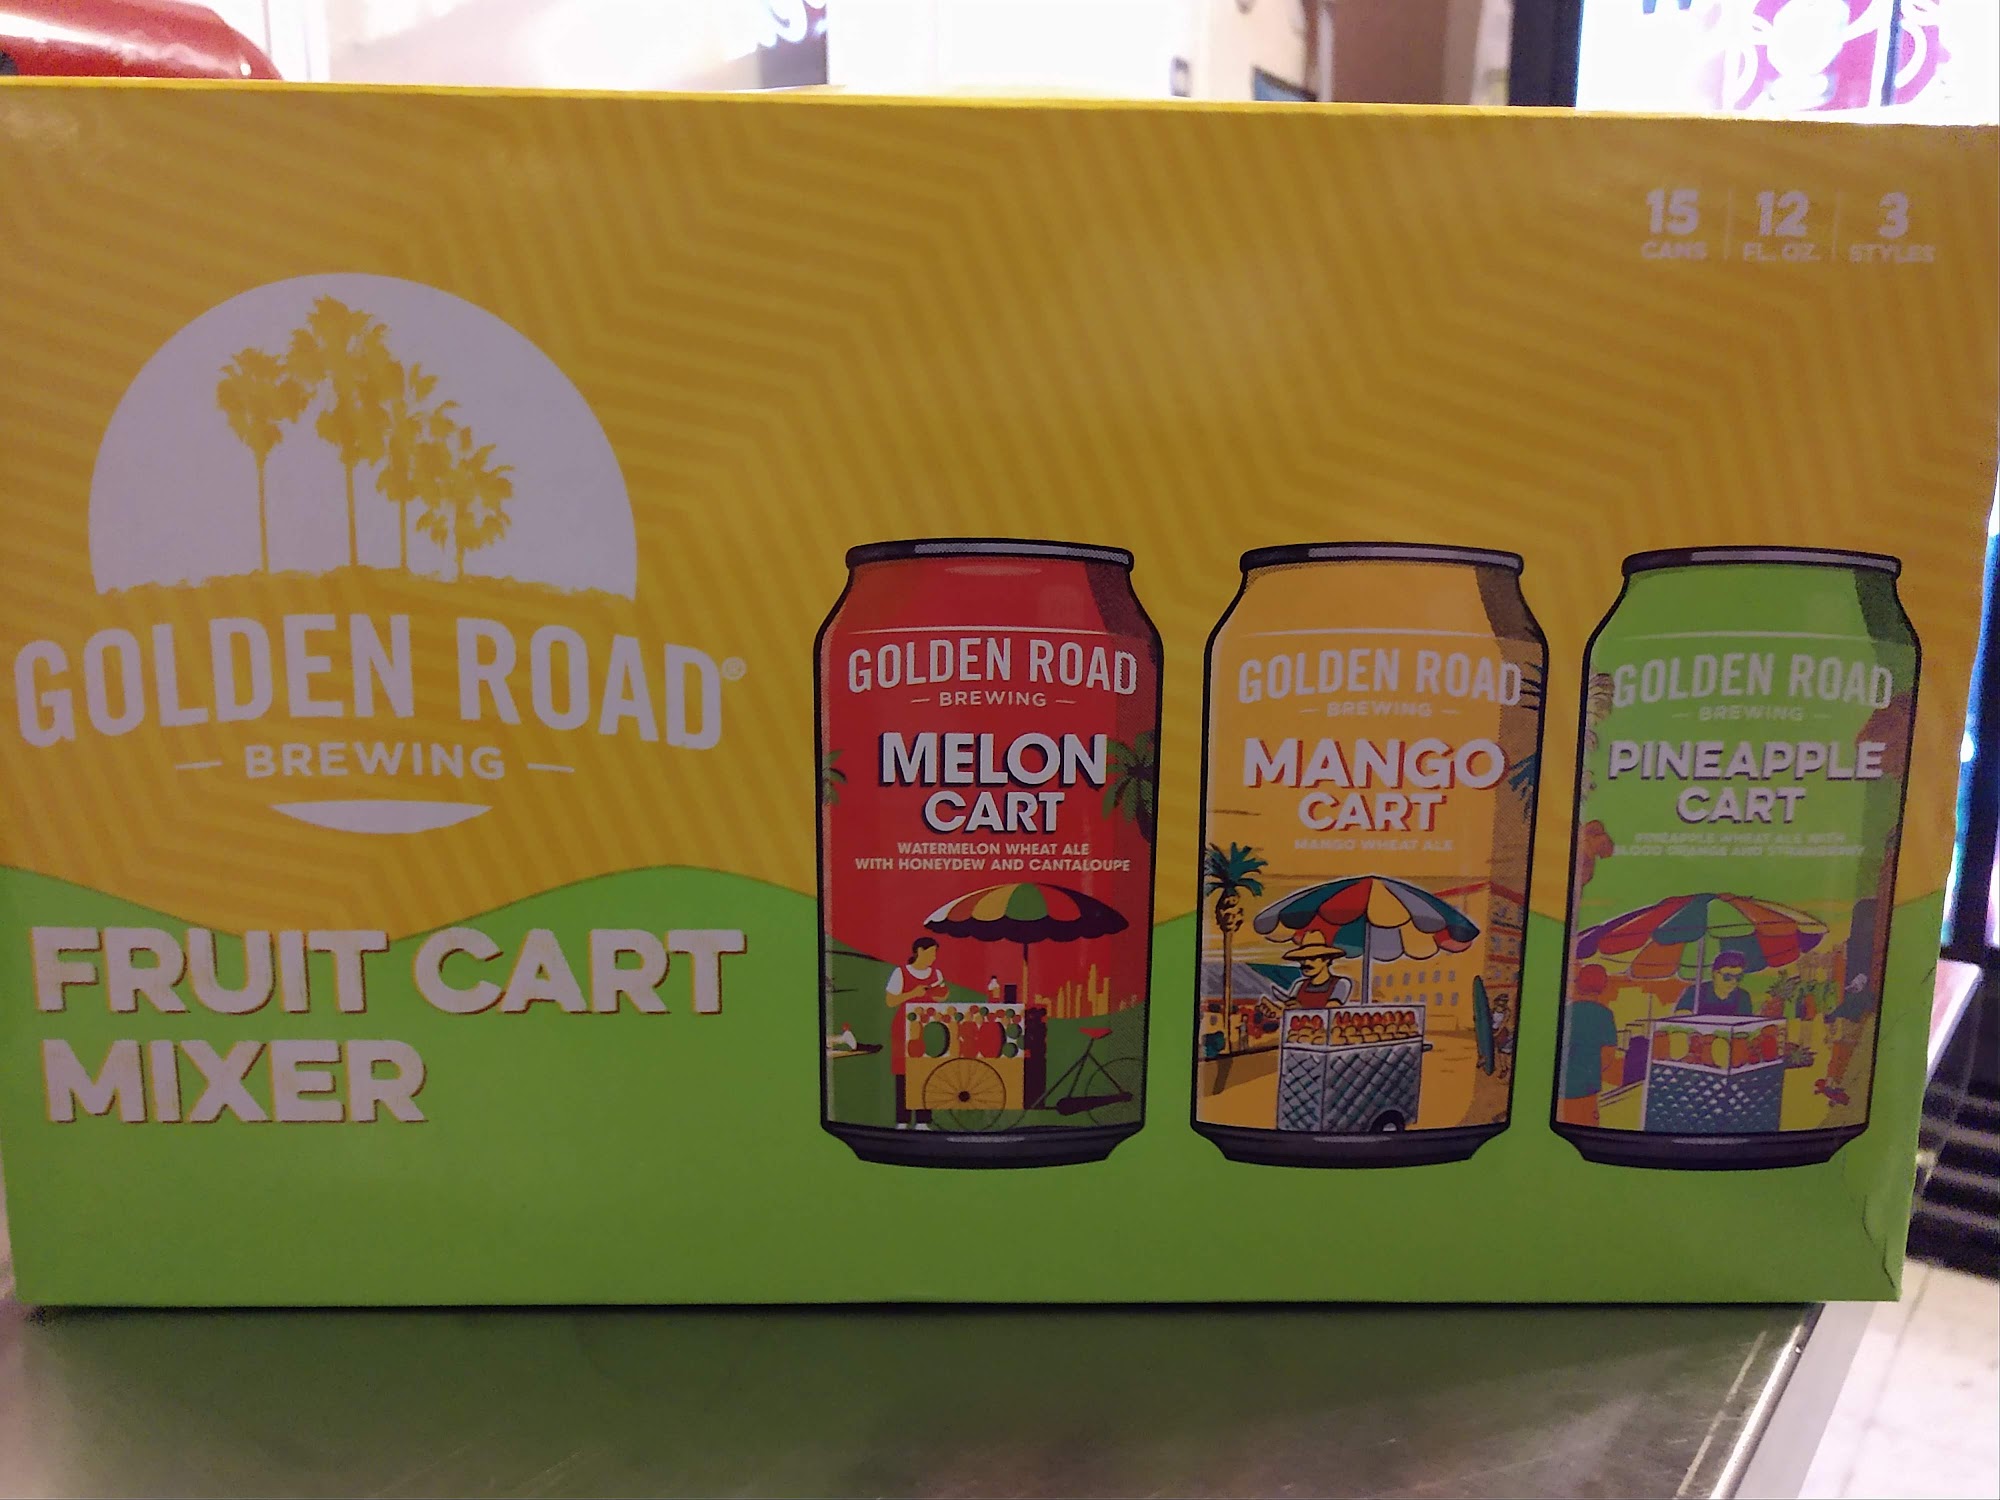 15 | 12 | 3
CANS | FL. OZ. | STYLES
GOLDEN ROAD®
— BREWING —
FRUIT CART
MIXER
GOLDEN ROAD
— BREWING —
MELON
CART
WATERMELON WHEAT ALE
WITH HONEYDEW AND CANTALOUPE
GOLDEN ROAD
— BREWING —
MANGO
CART
MANGO WHEAT ALE
GOLDEN ROAD
— BREWING —
PINEAPPLE
CART
PINEAPPLE WHEAT ALE WITH
BLOOD ORANGE AND STRAWBERRY